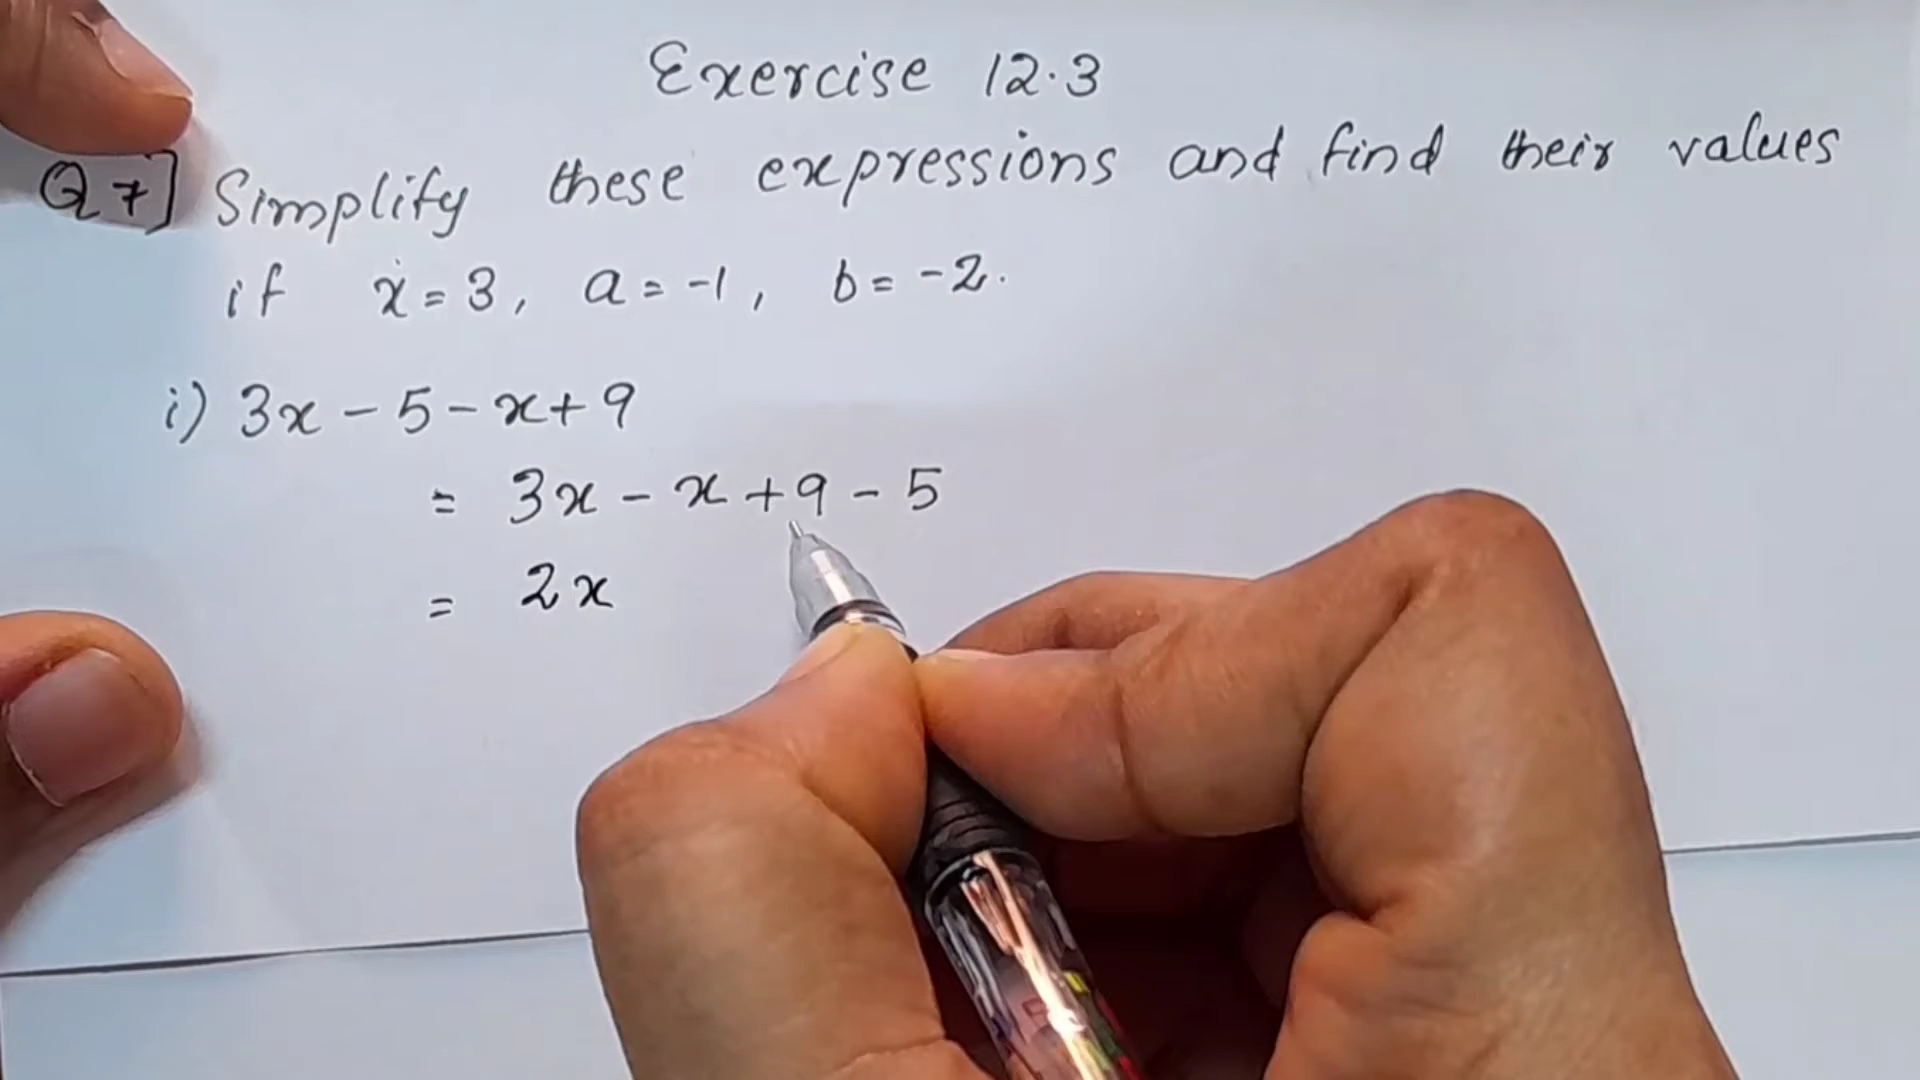 Exercise 12.3
Q7] Simplify these expressions and find their values
if x = 3, a = -1, b = -2.
i) 3x - 5 - x + 9
= 3x - x + 9 - 5
= 2x